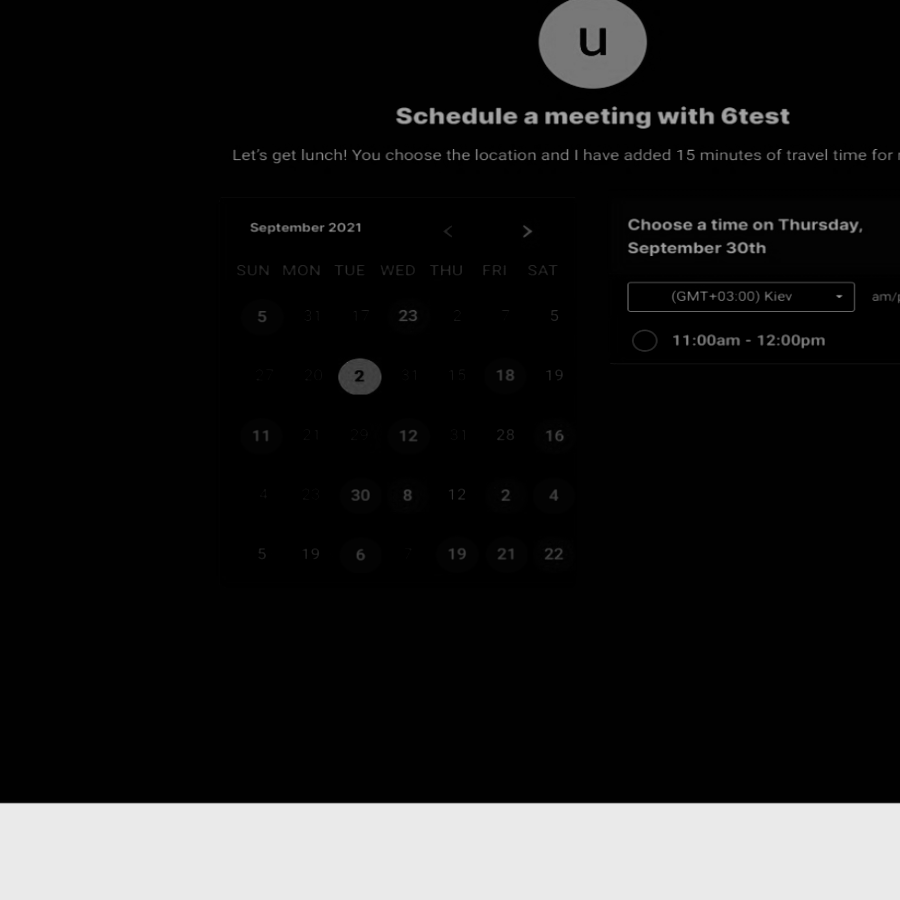 u
Schedule a meeting with 6test
Let's get lunch! You choose the location and I have added 15 minutes of travel time for
September 2021
SUN MON TUE WED THU FRI SAT
5 31 17 23 2 7 5
27 20 2 31 15 18 19
11 21 29 12 31 28 16
4 23 30 8 12 2 4
5 19 6 19 21 22
Choose a time on Thursday,
September 30th
(GMT+03:00) Kiev
am/
11:00am - 12:00pm